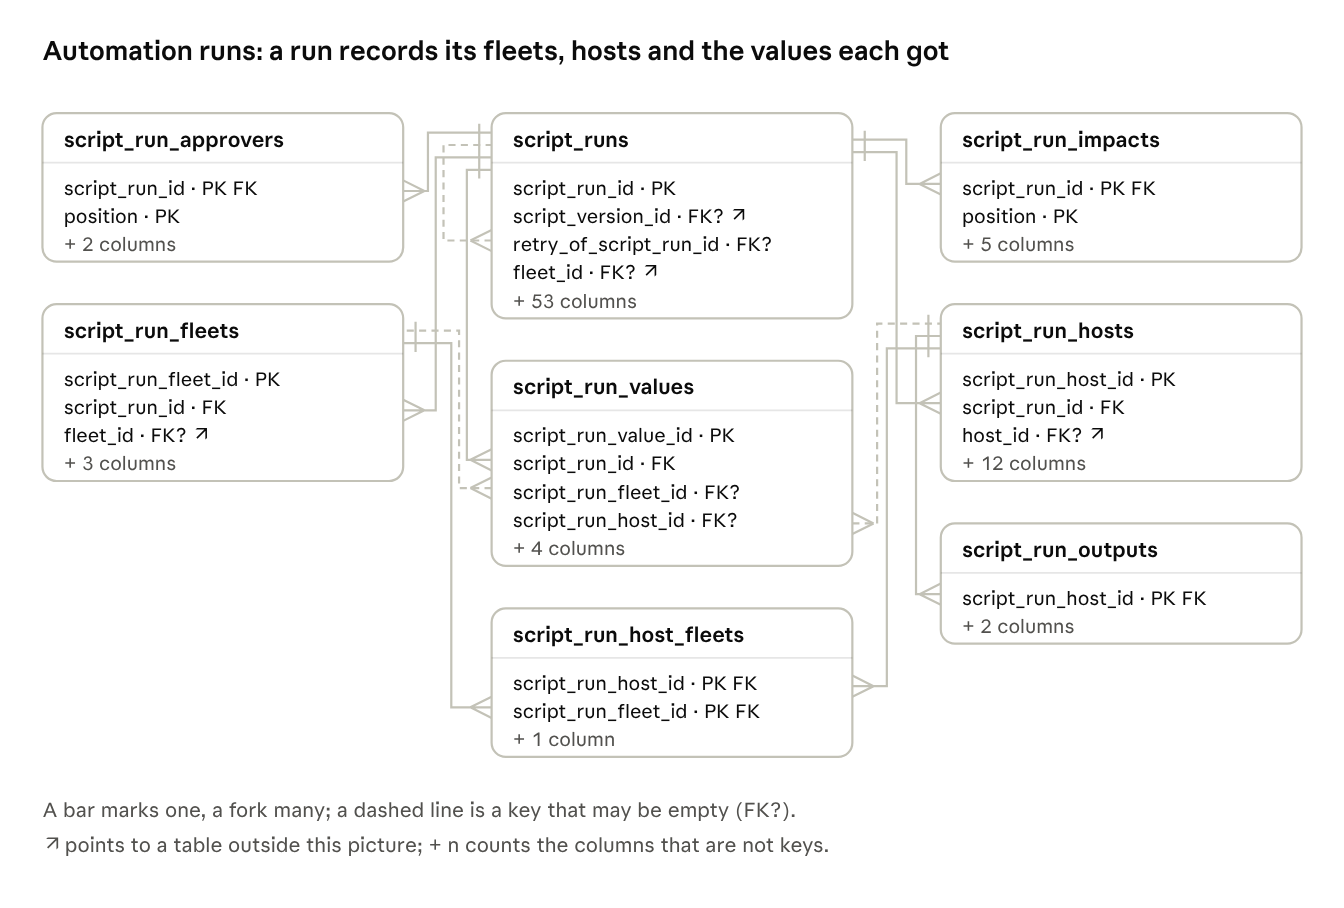 Automation runs: a run records its fleets, hosts and the values each got
script_run_approvers
script_run_id · PK FK
position · PK
+ 2 columns
script_runs
script_run_id · PK
script_version_id · FK? ↗
retry_of_script_run_id · FK?
fleet_id · FK? ↗
+ 53 columns
script_run_impacts
script_run_id · PK FK
position · PK
+ 5 columns
script_run_fleets
script_run_fleet_id · PK
script_run_id · FK
fleet_id · FK? ↗
+ 3 columns
script_run_values
script_run_value_id · PK
script_run_id · FK
script_run_fleet_id · FK?
script_run_host_id · FK?
+ 4 columns
script_run_hosts
script_run_host_id · PK
script_run_id · FK
host_id · FK? ↗
+ 12 columns
script_run_outputs
script_run_host_id · PK FK
+ 2 columns
script_run_host_fleets
script_run_host_id · PK FK
script_run_fleet_id · PK FK
+ 1 column
A bar marks one, a fork many; a dashed line is a key that may be empty (FK?).
↗ points to a table outside this picture; + n counts the columns that are not keys.